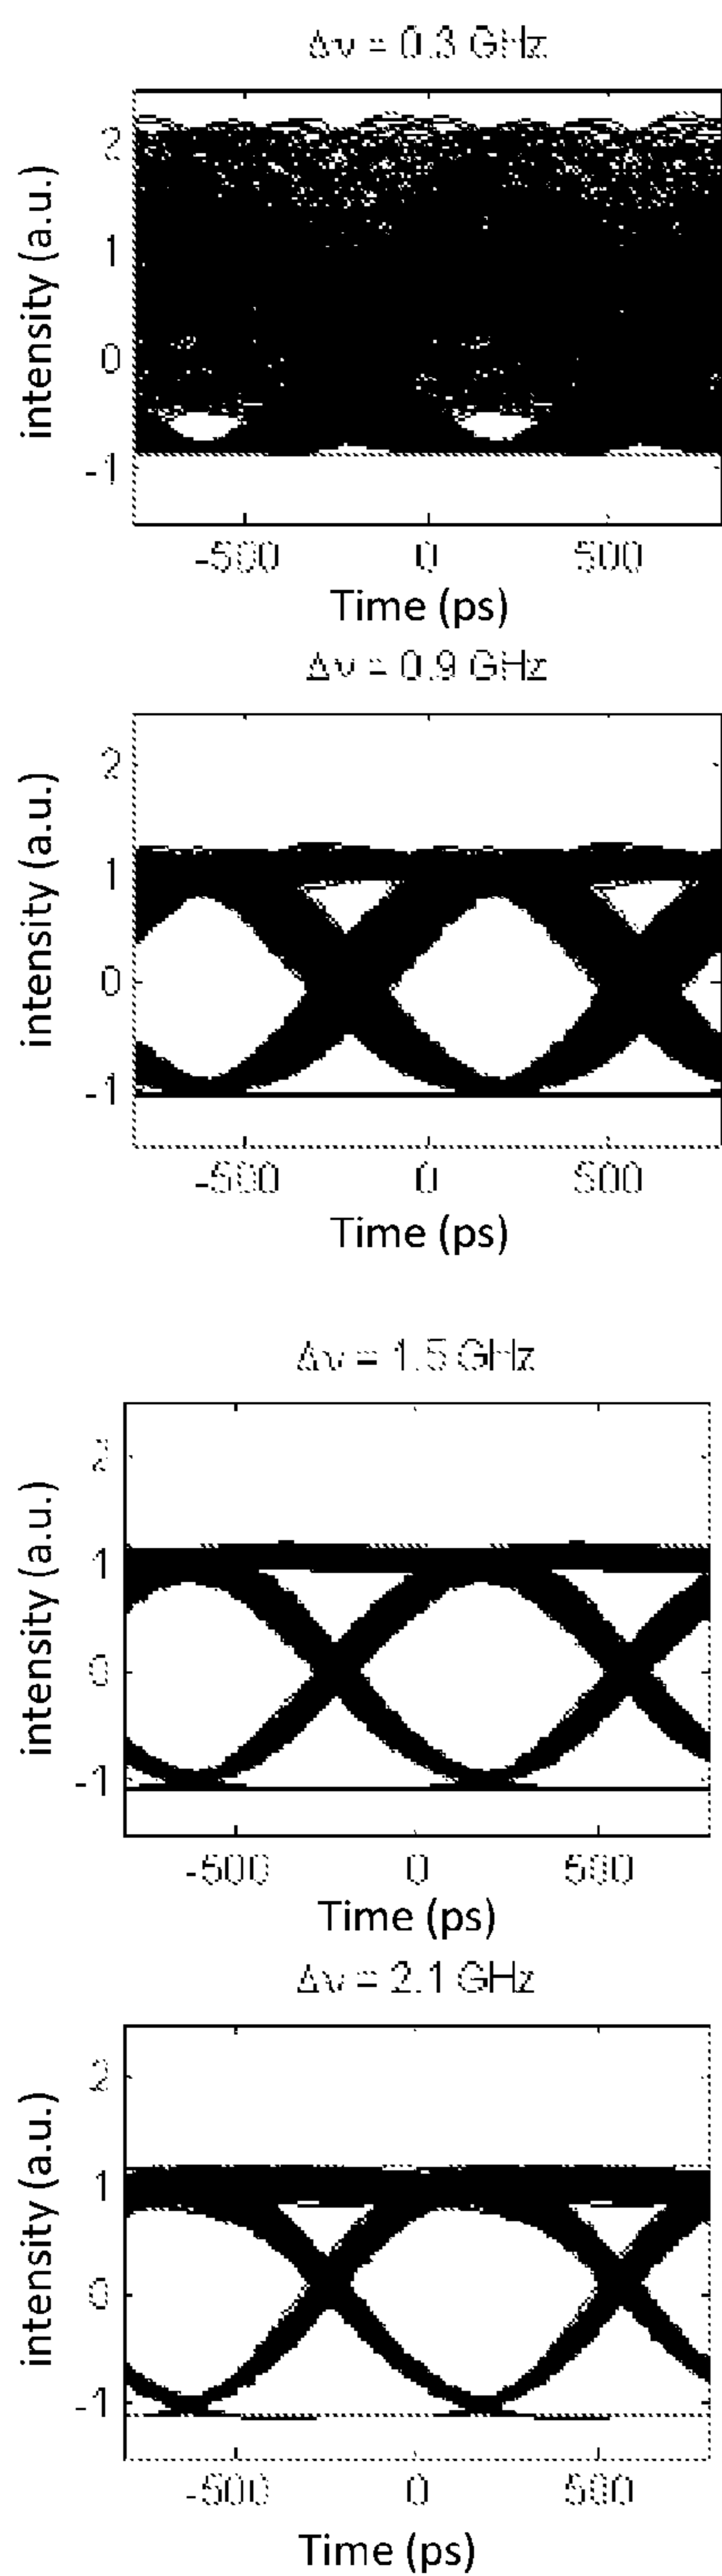 Δν = 0.3 GHz
intensity (a.u.)
2
1
0
-1
-500 0 500
Time (ps)
Δν = 0.9 GHz
intensity (a.u.)
2
1
0
-1
-500 0 500
Time (ps)
Δν = 1.5 GHz
intensity (a.u.)
2
1
0
-1
-500 0 500
Time (ps)
Δν = 2.1 GHz
intensity (a.u.)
2
1
0
-1
-500 0 500
Time (ps)